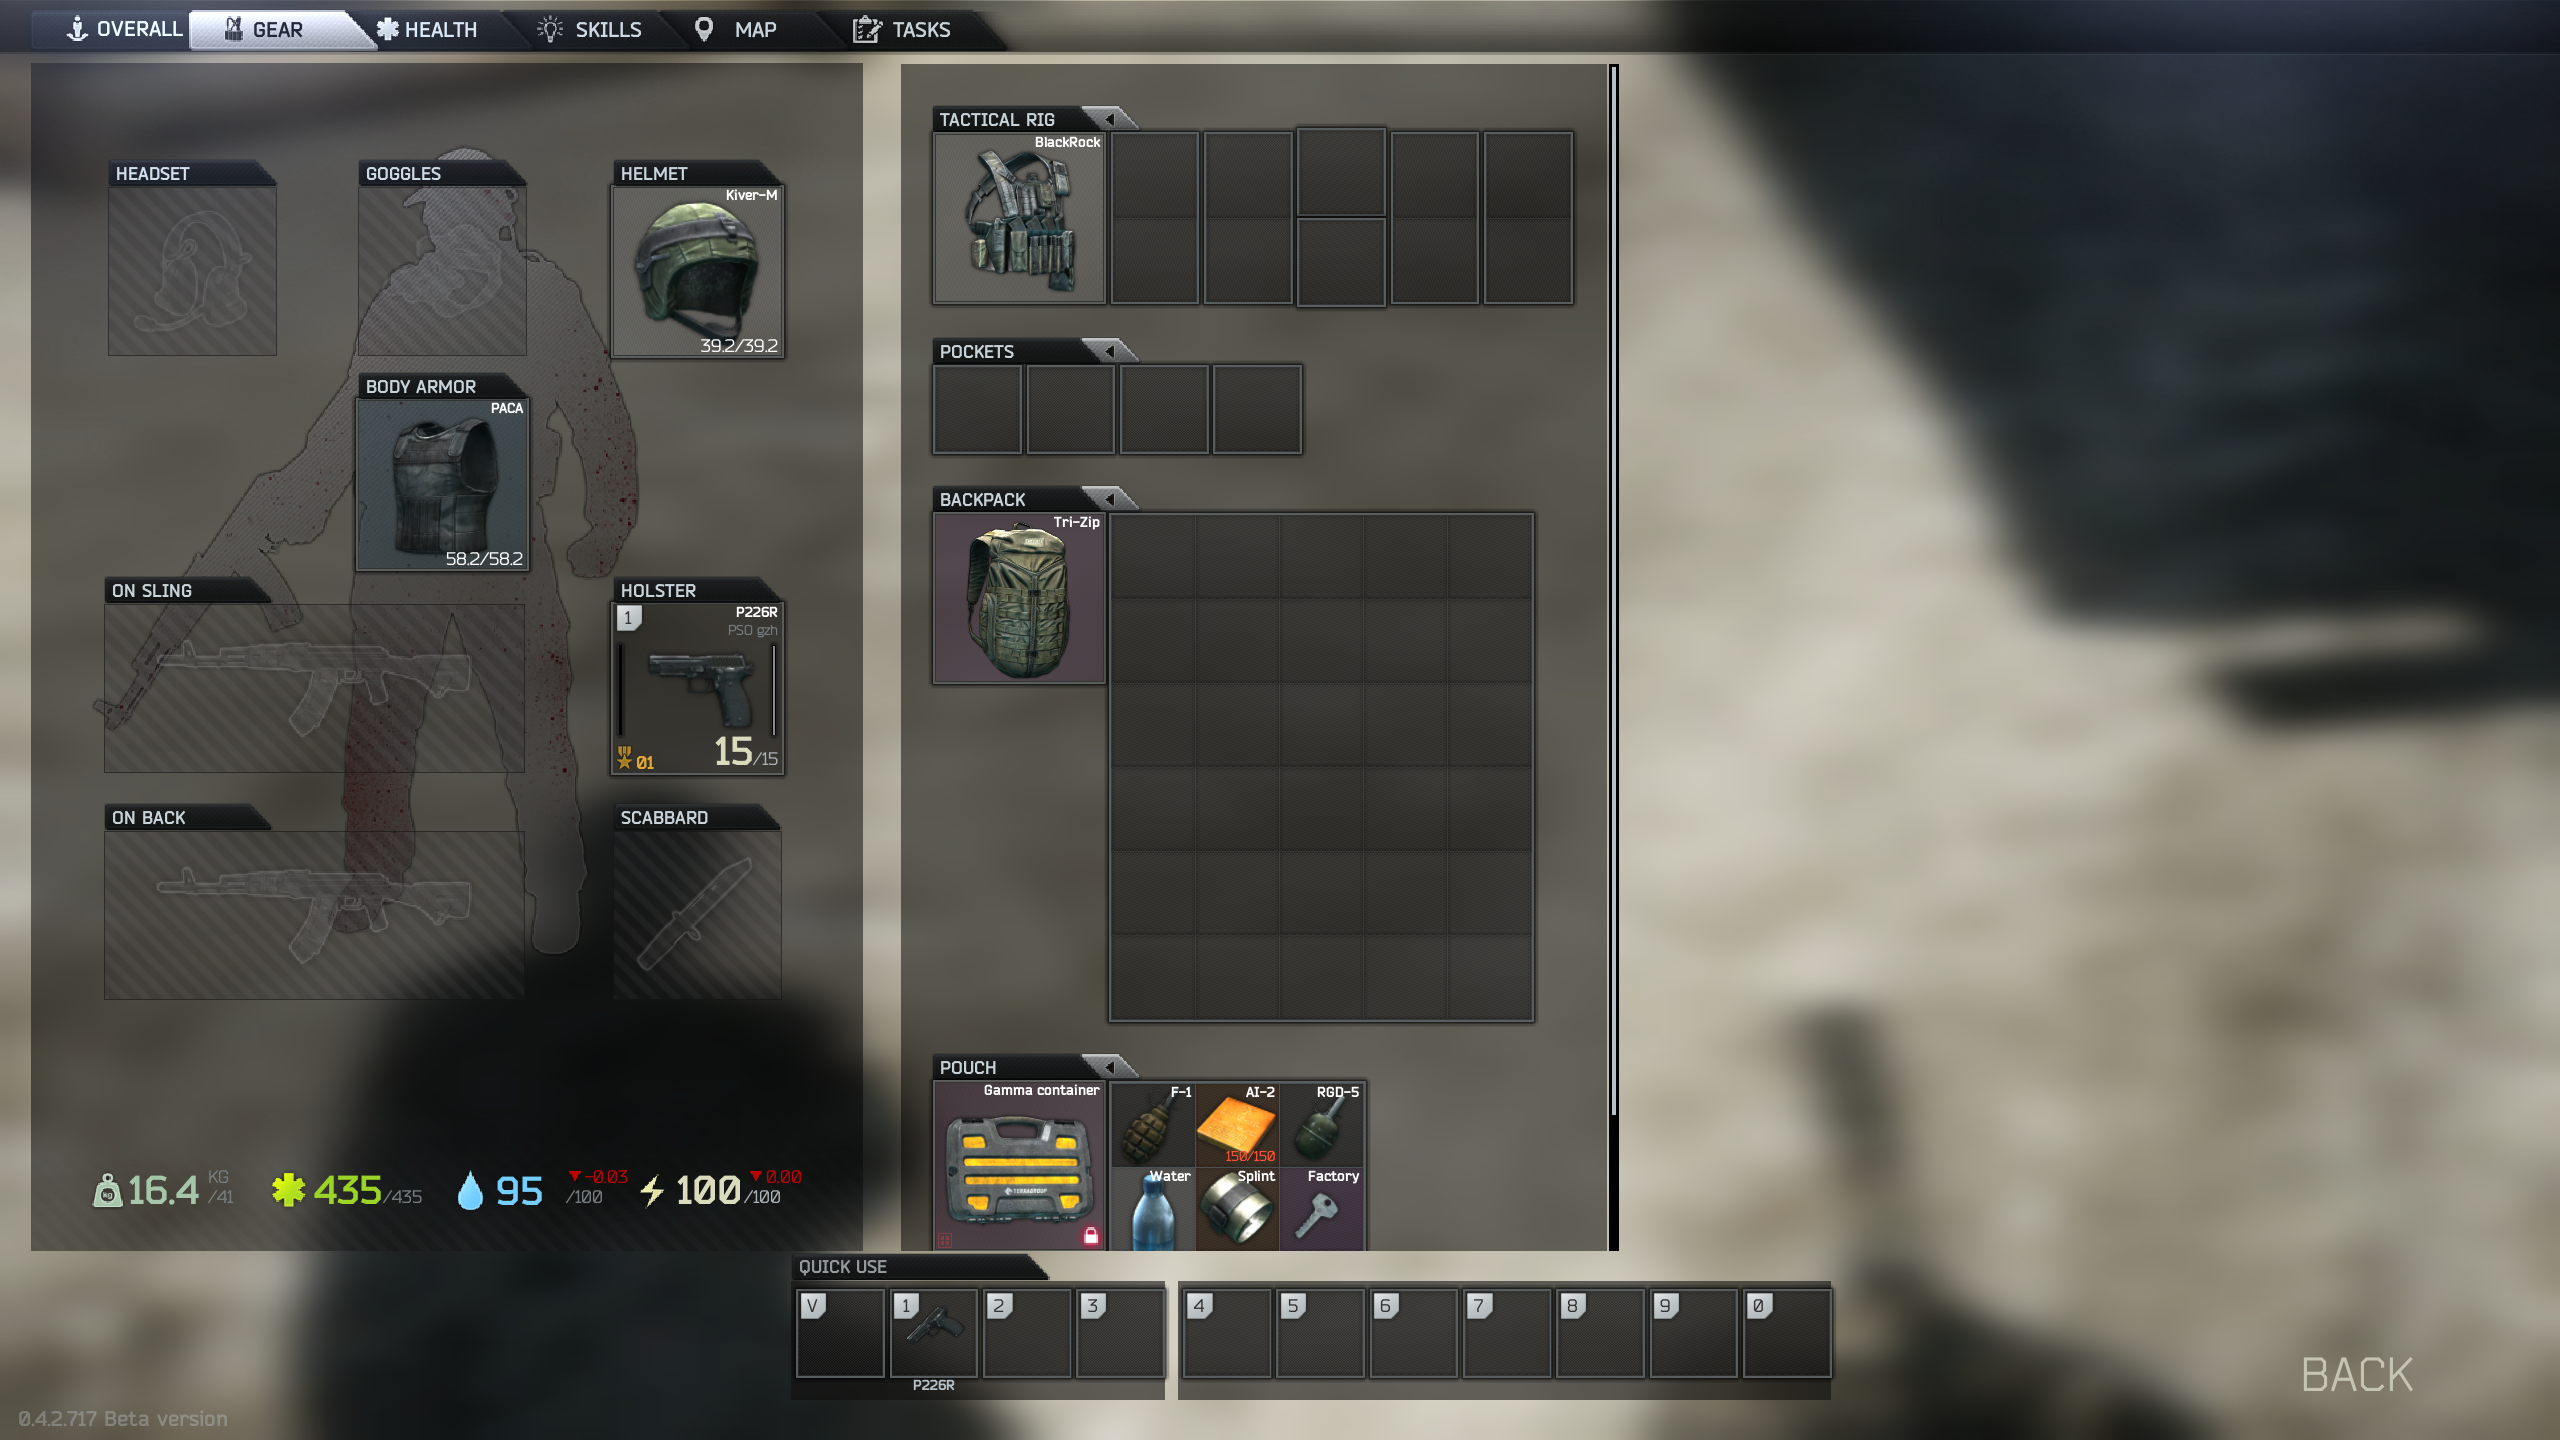 OVERALL
GEAR
HEALTH
SKILLS
MAP
TASKS
HEADSET
GOGGLES
HELMET
Kiver-M
39.2/39.2
BODY ARMOR
PACA
58.2/58.2
ON SLING
HOLSTER
1
P226R
PSO gzh
01
15/15
ON BACK
SCABBARD
16.4 KG /41
435/435
95 -0.03 /100
100 0.00 /100
TACTICAL RIG
BlackRock
POCKETS
BACKPACK
Tri-Zip
POUCH
Gamma container
TERRAGROUP
F-1
AI-2
150/150
RGD-5
Water
Splint
Factory
QUICK USE
V
1
2
3
4
5
6
7
8
9
0
P226R
BACK
0.4.2.717 Beta version